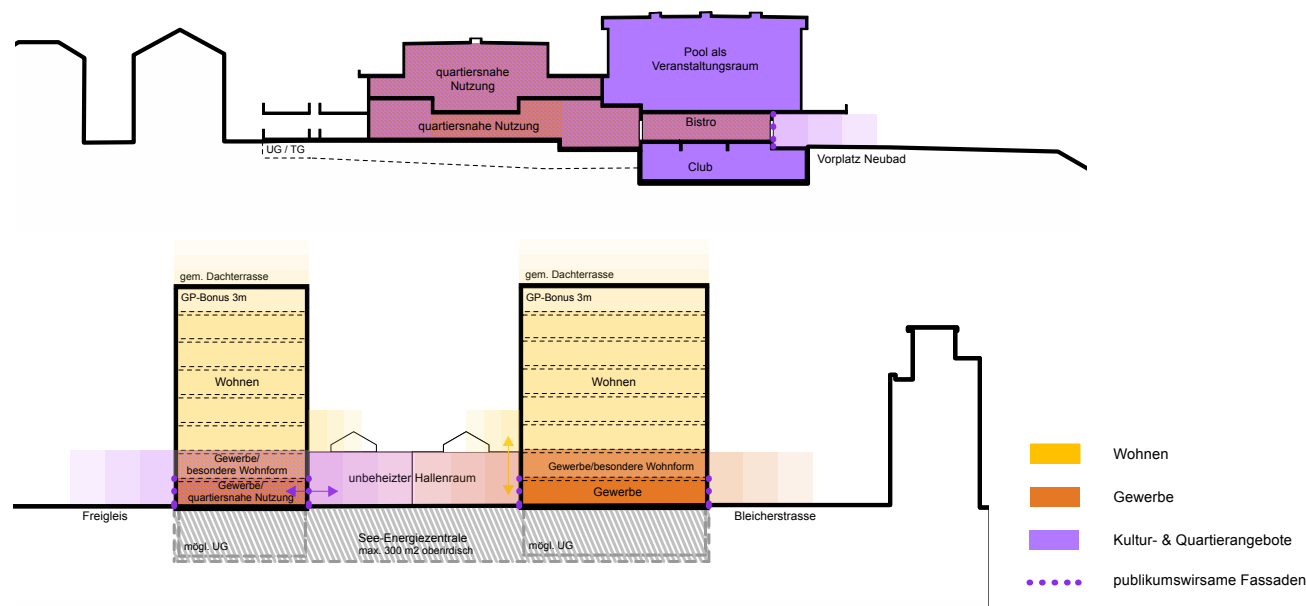 Pool als
Veranstaltungsraum
quartiersnahe
Nutzung
quartiersnahe Nutzung
Bistro
UG / TG
Club
Vorplatz Neubad
gem. Dachterrasse
gem. Dachterrasse
GP-Bonus 3m
GP-Bonus 3m
Wohnen
Wohnen
Gewerbe/
besondere Wohnform
Gewerbe/besondere Wohnform
Gewerbe/
quartiersnahe Nutzung
unbeheizter Hallenraum
Gewerbe
Freigleis
Bleicherstrasse
See-Energiezentrale
max. 300 m2 oberirdisch
mögl. UG
mögl. UG
Wohnen
Gewerbe
Kultur- & Quartierangebote
publikumswirsame Fassaden